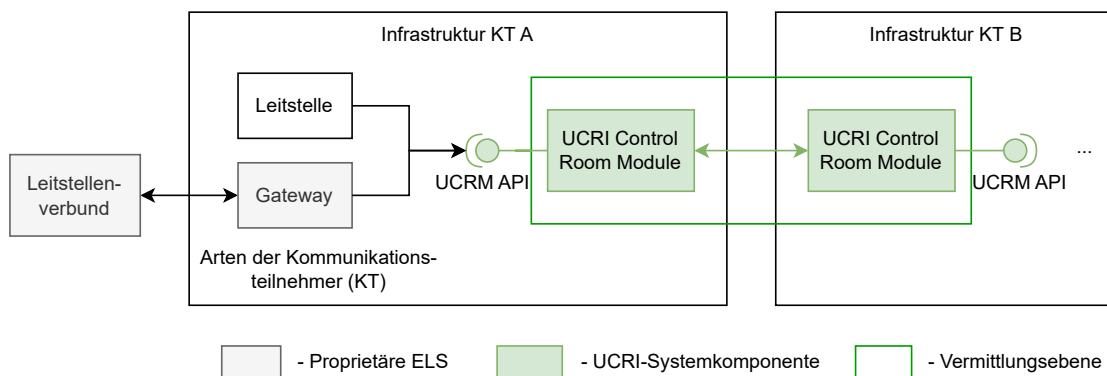 Infrastruktur KT A
Infrastruktur KT B
Leitstelle
UCRI Control
Room Module
UCRI Control
Room Module
...
Leitstellen-
verbund
Gateway
UCRM API
UCRM API
Arten der Kommunikations-
teilnehmer (KT)
- Proprietäre ELS
- UCRI-Systemkomponente
- Vermittlungsebene